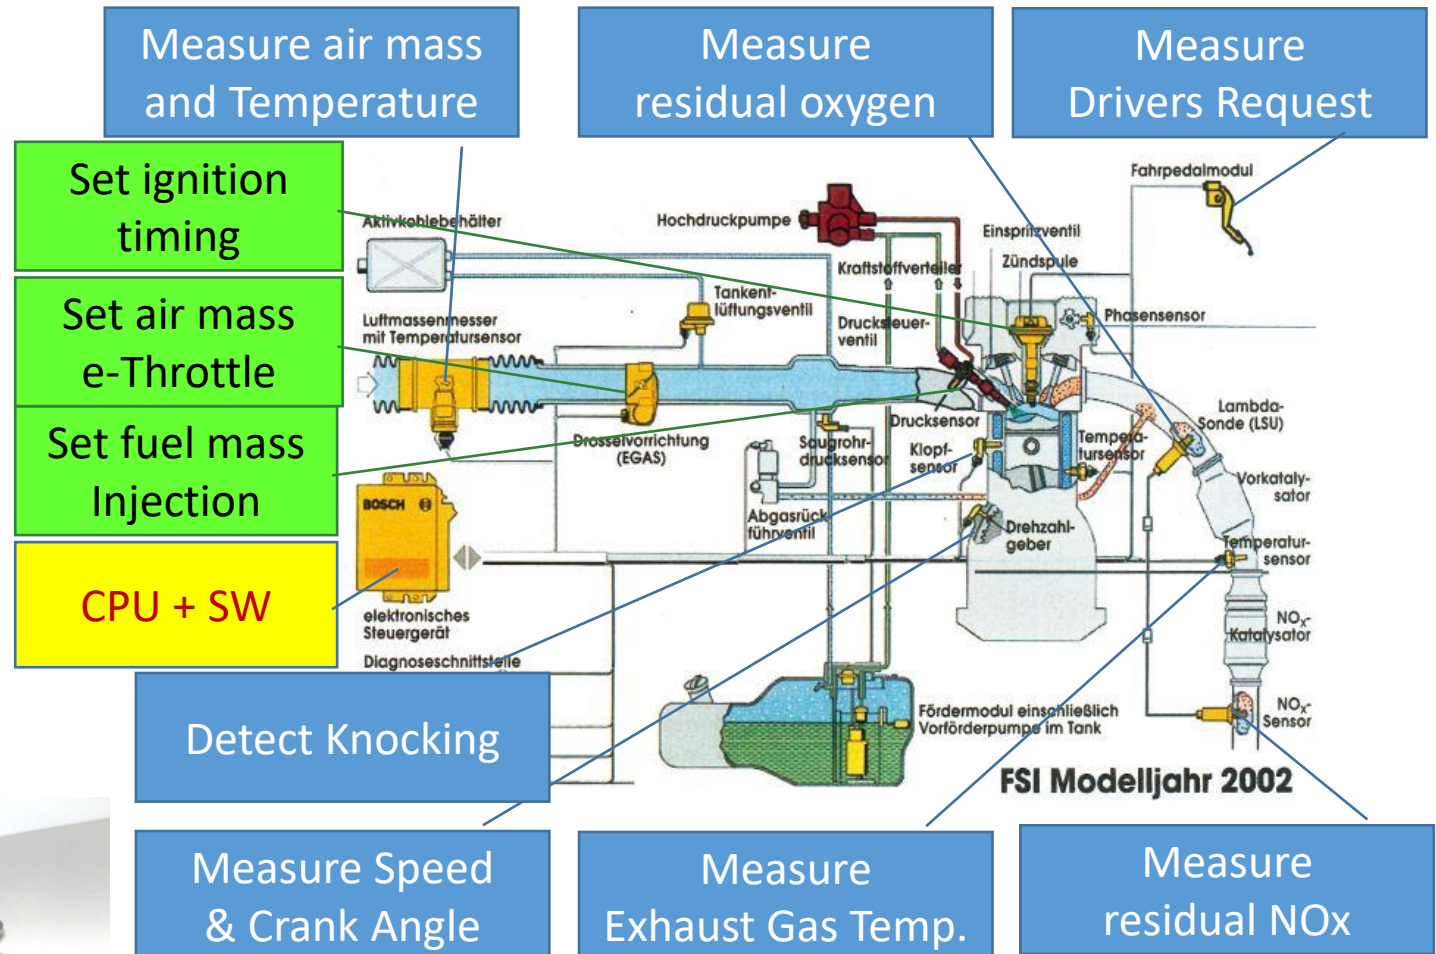 Measure air mass
and Temperature
Measure
residual oxygen
Measure
Drivers Request
Set ignition
timing
Set air mass
e-Throttle
Set fuel mass
Injection
CPU + SW
Aktivkohlebehälter
Hochdruckpumpe
Fahrpedalmodul
Einspritzventil
Zündspule
Kraftstoffverteiler
Tankent-
lüftungsventil
Luftmassenmesser
mit Temperatursensor
Drucksteuer-
ventil
Phasensensor
Drucksensor
Lambda-
Sonde (LSU)
Drosselvorrichtung
(EGAS)
Saugrohr-
drucksensor
Klopf-
sensor
Tempera-
tursensor
Vorkataly-
sator
BOSCH
Abgasrück-
führventil
Drehzahl-
geber
Temperatur-
sensor
elektronisches
Steuergerät
NOx-
Katalysator
Diagnoseschnittstelle
Fördermodul einschließlich
Vorförderpumpe im Tank
NOx-
Sensor
FSI Modelljahr 2002
Detect Knocking
Measure Speed
& Crank Angle
Measure
Exhaust Gas Temp.
Measure
residual NOx